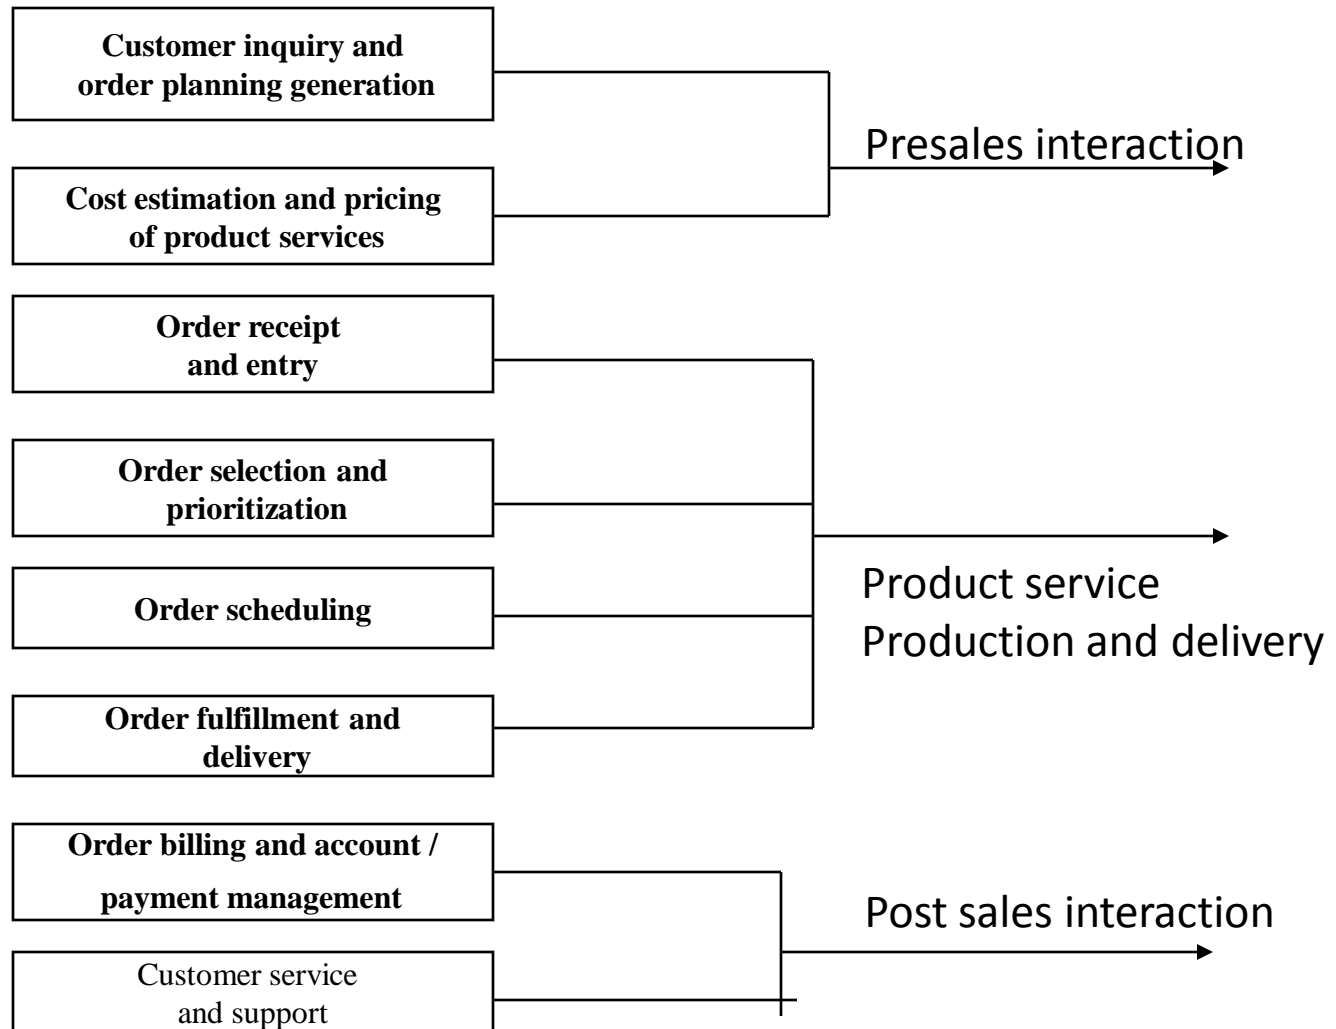 Customer inquiry and
order planning generation
Presales interaction
Cost estimation and pricing
of product services
Order receipt
and entry
Order selection and
prioritization
Order scheduling
Product service
Production and delivery
Order fulfillment and
delivery
Order billing and account /
payment management
Post sales interaction
Customer service
and support